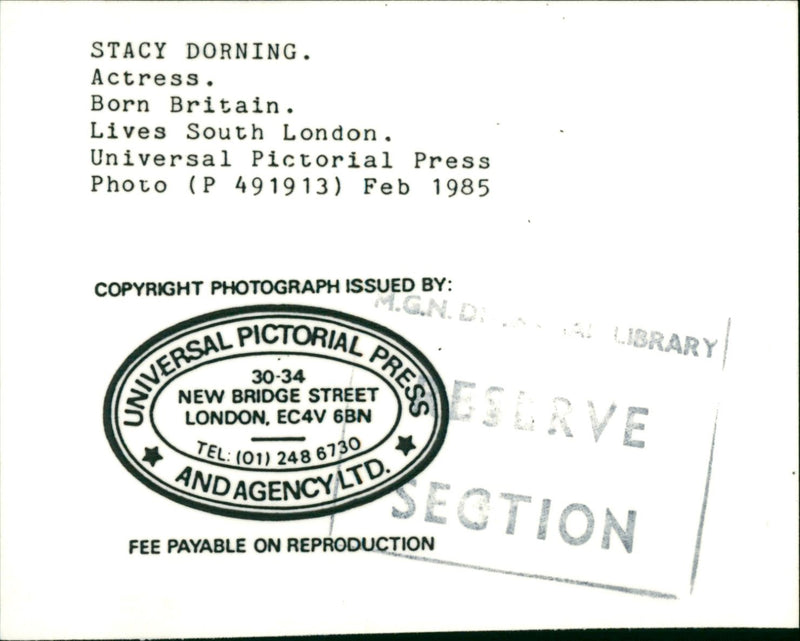 STACY DORNING.
Actress.
Born Britain.
Lives South London.
Universal Pictorial Press
Photo (P 491913) Feb 1985
COPYRIGHT PHOTOGRAPH ISSUED BY:
UNIVERSAL PICTORIAL PRESS
30-34
NEW BRIDGE STREET
LONDON, EC4V 6BN
TEL: (01) 248 6730
AND AGENCY LTD.
FEE PAYABLE ON REPRODUCTION
M.G.N. LIBRARY
RESERVE
SECTION